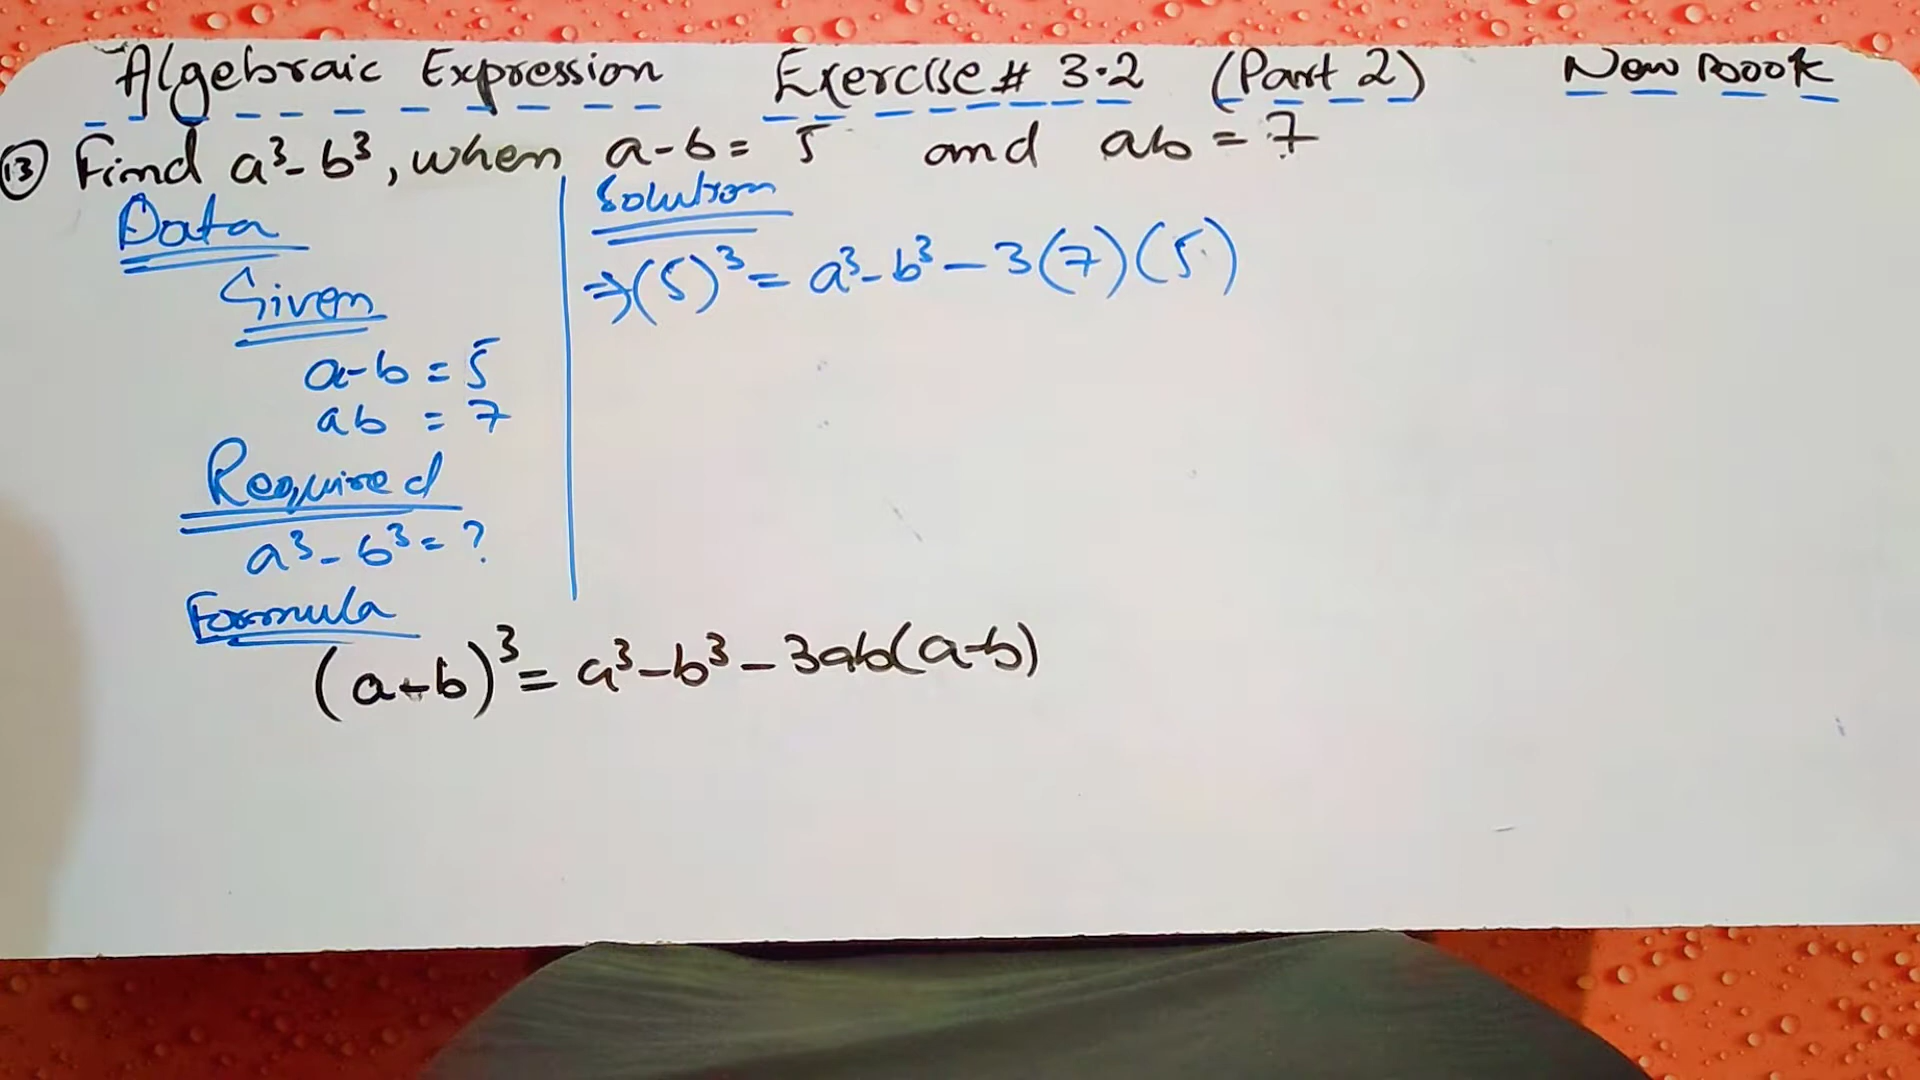 Algebraic Expression Exercise # 3.2 (Part 2) New Book
(13) Find a³-b³, when a-b = 5 and ab = 7
Data
Given
a-b = 5
ab = 7
Required
a³-b³ = ?
Formula
(a-b)³ = a³-b³-3ab(a-b)
Solution
⇒(5)³ = a³-b³-3(7)(5)